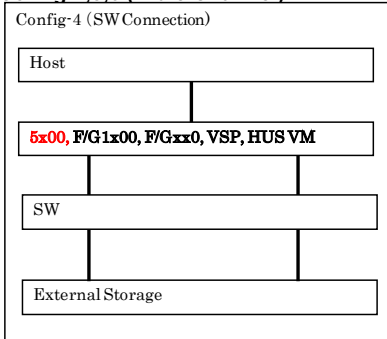 Config-4 (SW Connection)
Host
5x00, F/G1x00, F/Gxx0, VSP, HUS VM
SW
External Storage